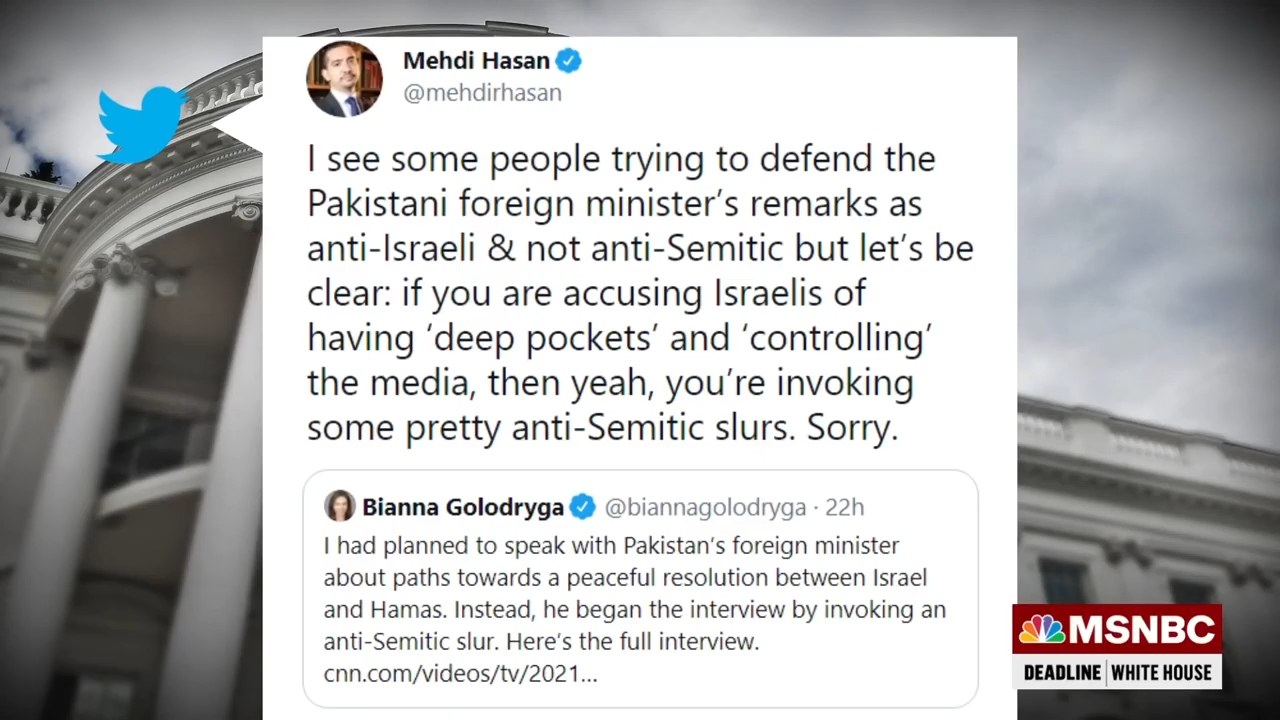 Mehdi Hasan
@mehdirhasan
I see some people trying to defend the
Pakistani foreign minister’s remarks as
anti-Israeli & not anti-Semitic but let’s be
clear: if you are accusing Israelis of
having ‘deep pockets’ and ‘controlling’
the media, then yeah, you’re invoking
some pretty anti-Semitic slurs. Sorry.
Bianna Golodryga @biannagolodryga · 22h
I had planned to speak with Pakistan’s foreign minister
about paths towards a peaceful resolution between Israel
and Hamas. Instead, he began the interview by invoking an
anti-Semitic slur. Here’s the full interview.
cnn.com/videos/tv/2021...
MSNBC
DEADLINE | WHITE HOUSE